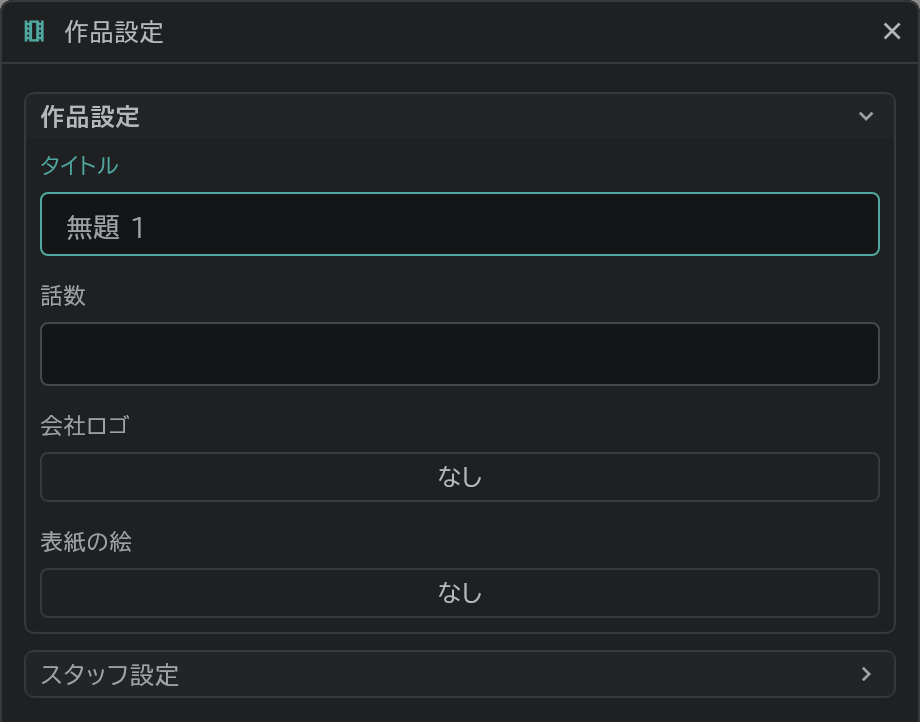 作品設定
作品設定
タイトル
無題 1
話数
会社ロゴ
なし
表紙の絵
なし
スタッフ設定